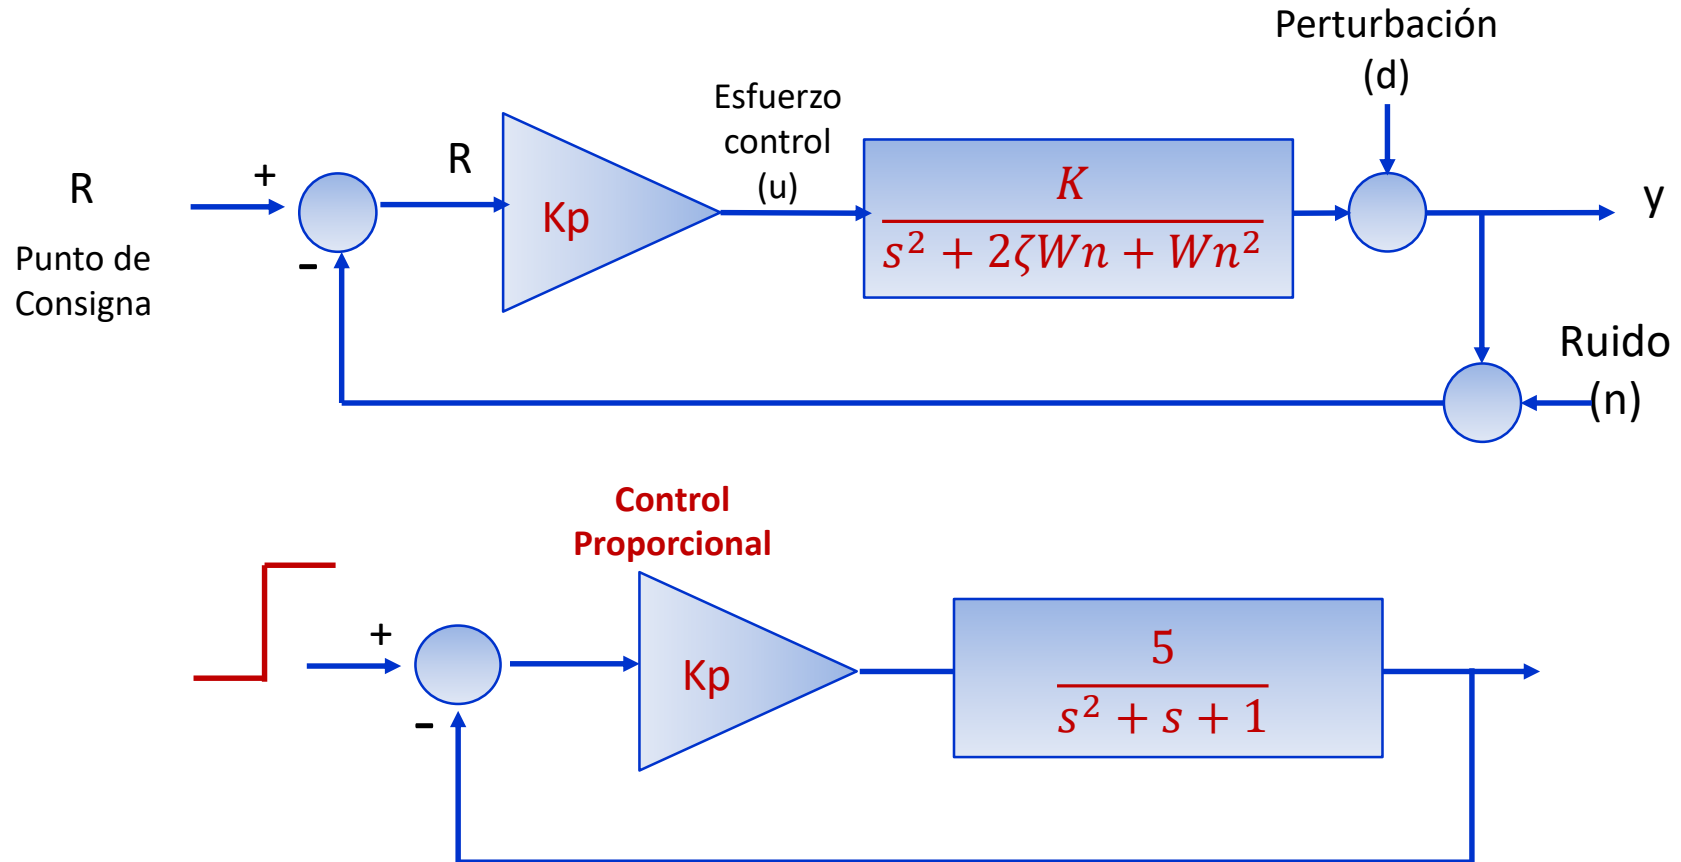 Perturbación
(d)
Esfuerzo
control
(u)
R
+
R
Kp
K
s² + 2ζWn + Wn²
y
Punto de
Consigna
-
Ruido
(n)
Control
Proporcional
+
Kp
5
s² + s + 1
-